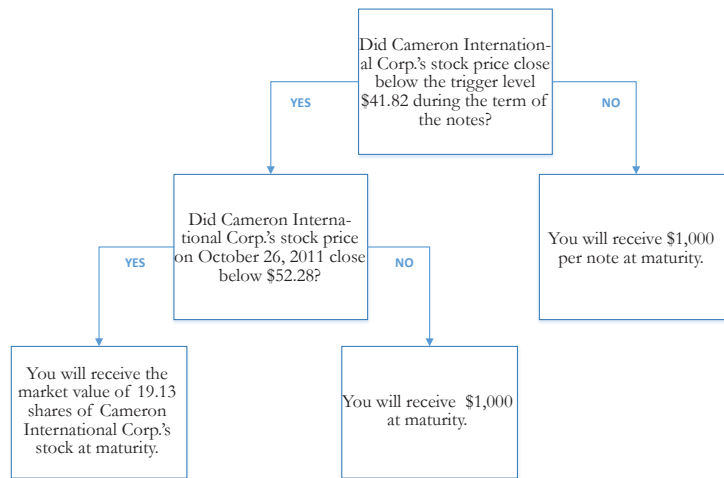 Did Cameron Internation-
al Corp.'s stock price close
below the trigger level
$41.82 during the term of
the notes?
YES
NO
Did Cameron Interna-
tional Corp.'s stock price
on October 26, 2011 close
below $52.28?
You will receive $1,000
per note at maturity.
YES
NO
You will receive the
market value of 19.13
shares of Cameron
International Corp.'s
stock at maturity.
You will receive $1,000
at maturity.